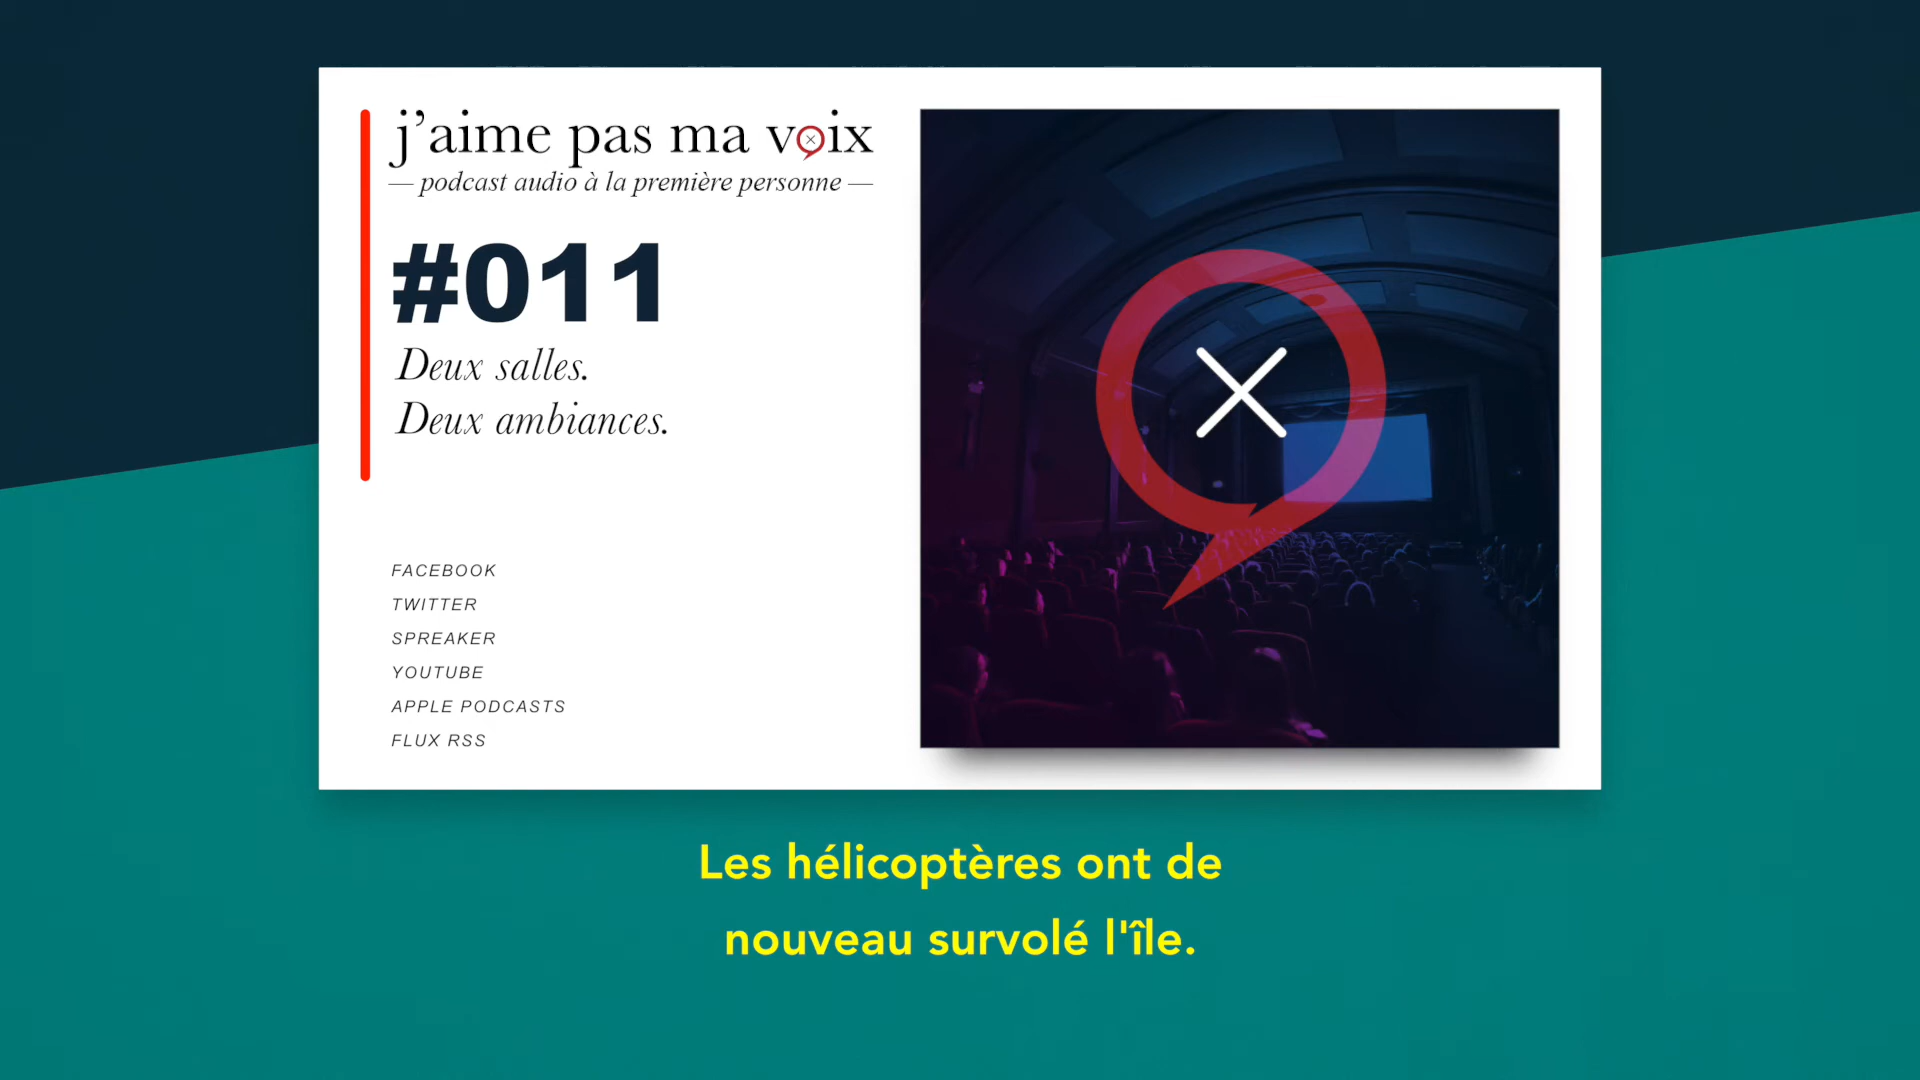 j’aime pas ma voix
— podcast audio à la première personne —
#011
Deux salles.
Deux ambiances.
FACEBOOK
TWITTER
SPREAKER
YOUTUBE
APPLE PODCASTS
FLUX RSS
Les hélicoptères ont de
nouveau survolé l'île.